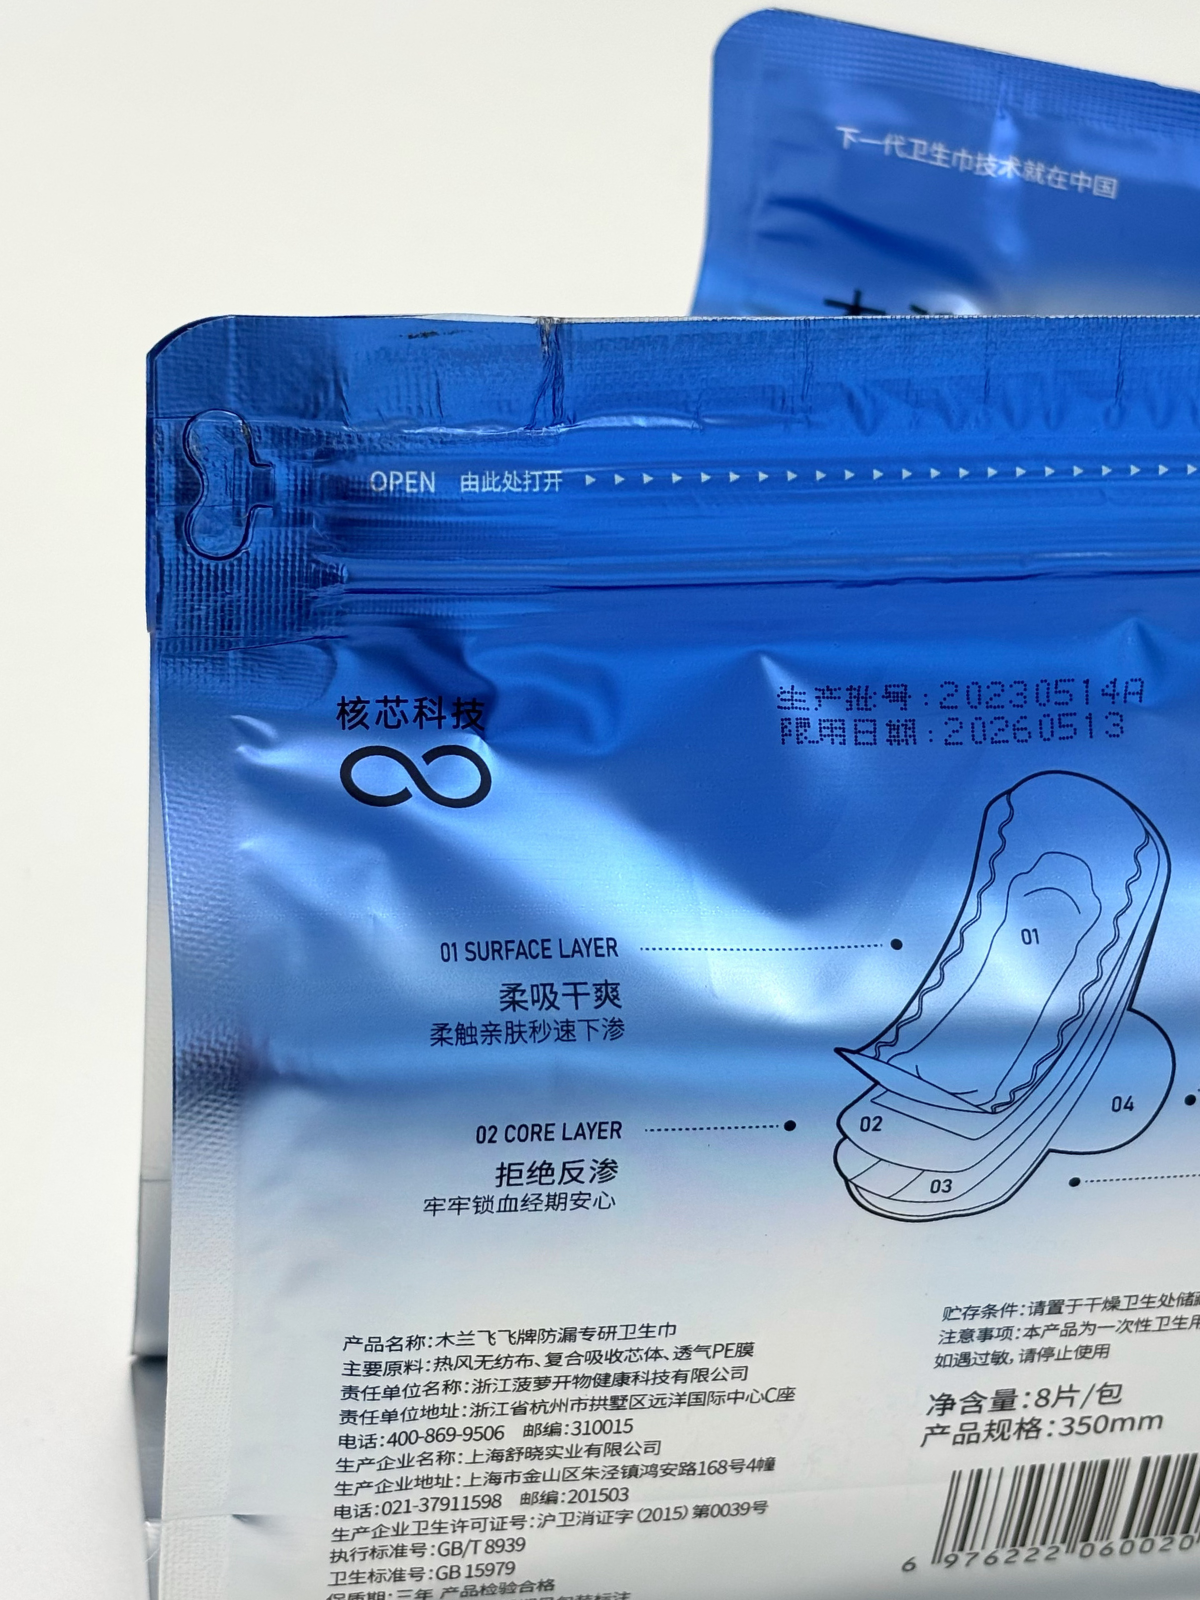 下一代卫生巾技术就在中国
OPEN 由此处打开
核芯科技
生产批号:20230514A
限用日期:20260513
01 SURFACE LAYER
柔吸干爽
柔触亲肤秒速下渗
01
02 CORE LAYER
拒绝反渗
牢牢锁血经期安心
02
03
04
产品名称:木兰飞飞牌防漏专研卫生巾
主要原料:热风无纺布、复合吸收芯体、透气PE膜
责任单位名称:浙江菠萝开物健康科技有限公司
责任单位地址:浙江省杭州市拱墅区远洋国际中心C座
电话:400-869-9506 邮编:310015
生产企业名称:上海舒晓实业有限公司
生产企业地址:上海市金山区朱泾镇鸿安路168号4幢
电话:021-37911598 邮编:201503
生产企业卫生许可证号:沪卫消证字(2015)第0039号
执行标准号:GB/T 8939
卫生标准号:GB 15979
保质期:三年 产品检验合格
贮存条件:请置于干燥卫生处储
注意事项:本产品为一次性卫生用
如遇过敏,请停止使用
净含量:8片/包
产品规格:350mm
6 976222 060020